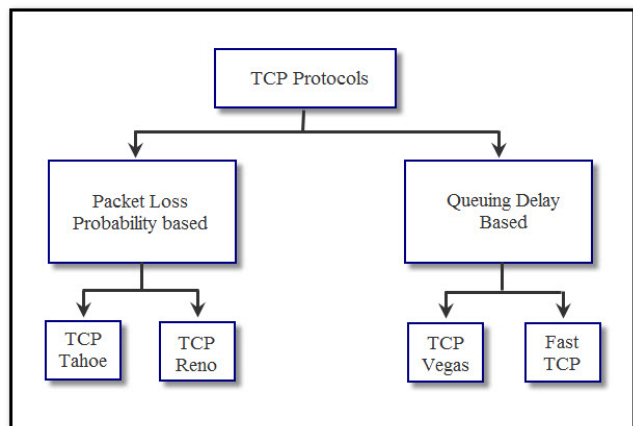 TCP Protocols
Packet Loss
Probability based
Queuing Delay
Based
TCP
Tahoe
TCP
Reno
TCP
Vegas
Fast
TCP